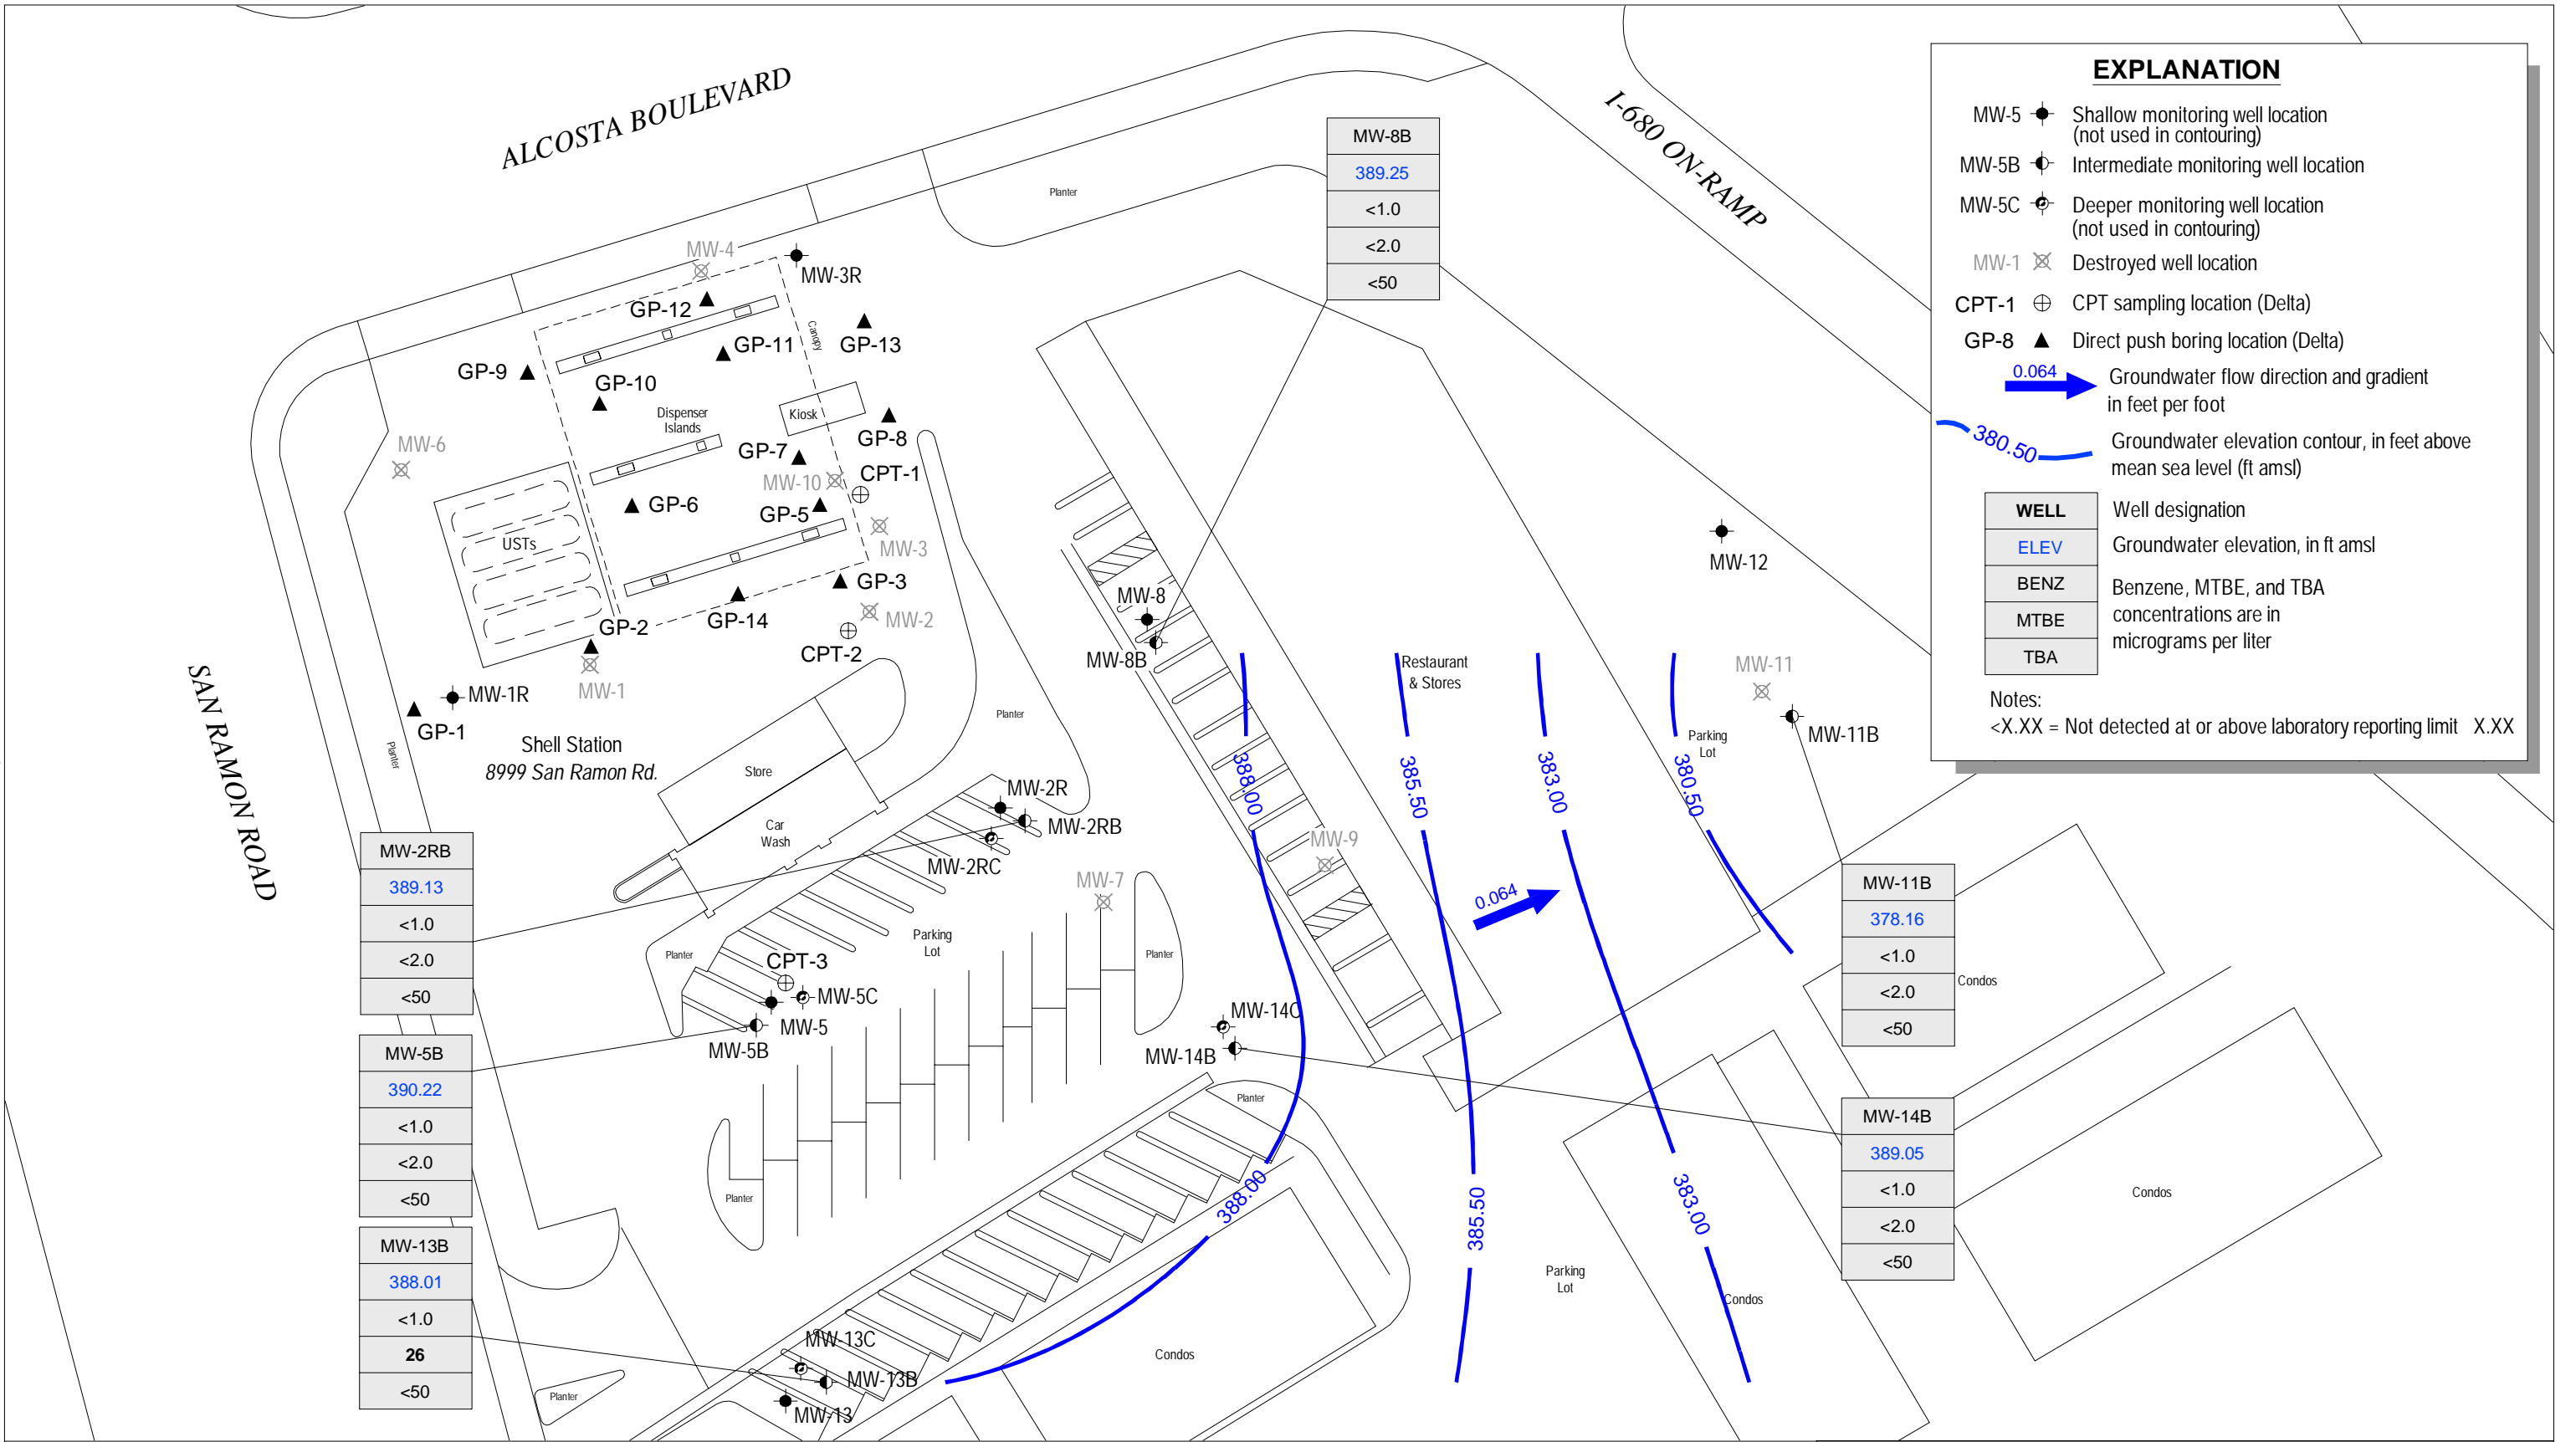 ALCOSTA BOULEVARD
I-680 ON-RAMP
SAN RAMON ROAD
EXPLANATION
MW-5 Shallow monitoring well location
(not used in contouring)
MW-5B Intermediate monitoring well location
MW-5C Deeper monitoring well location
(not used in contouring)
MW-1 Destroyed well location
CPT-1 CPT sampling location (Delta)
GP-8 Direct push boring location (Delta)
0.064 Groundwater flow direction and gradient
in feet per foot
380.50 Groundwater elevation contour, in feet above
mean sea level (ft amsl)
WELL Well designation
ELEV Groundwater elevation, in ft amsl
BENZ
MTBE
TBA
Benzene, MTBE, and TBA
concentrations are in
micrograms per liter
Notes:
<X.XX = Not detected at or above laboratory reporting limit X.XX
MW-8B
389.25
<1.0
<2.0
<50
Planter
MW-4
MW-3R
GP-12
Canopy
GP-13
GP-11
GP-9
GP-10
Dispenser
Islands
Kiosk
GP-8
MW-6
GP-7
CPT-1
MW-10
GP-6
GP-5
USTs
MW-3
GP-3
GP-14
MW-2
GP-2
CPT-2
MW-1
MW-1R
GP-1
Planter
Shell Station
8999 San Ramon Rd.
Store
Car
Wash
Planter
MW-8
MW-8B
MW-12
MW-11
MW-11B
Restaurant
& Stores
Parking
Lot
388.00
385.50
383.00
380.50
MW-2R
MW-2RB
MW-2RC
MW-9
MW-7
0.064
Parking
Lot
Planter
Planter
CPT-3
MW-5C
MW-5
MW-5B
MW-14C
MW-14B
Planter
Planter
388.00
385.50
383.00
Parking
Lot
Condos
Condos
Condos
Condos
MW-13C
MW-13B
MW-13
Planter
MW-2RB
389.13
<1.0
<2.0
<50
MW-5B
390.22
<1.0
<2.0
<50
MW-13B
388.01
<1.0
26
<50
MW-11B
378.16
<1.0
<2.0
<50
MW-14B
389.05
<1.0
<2.0
<50